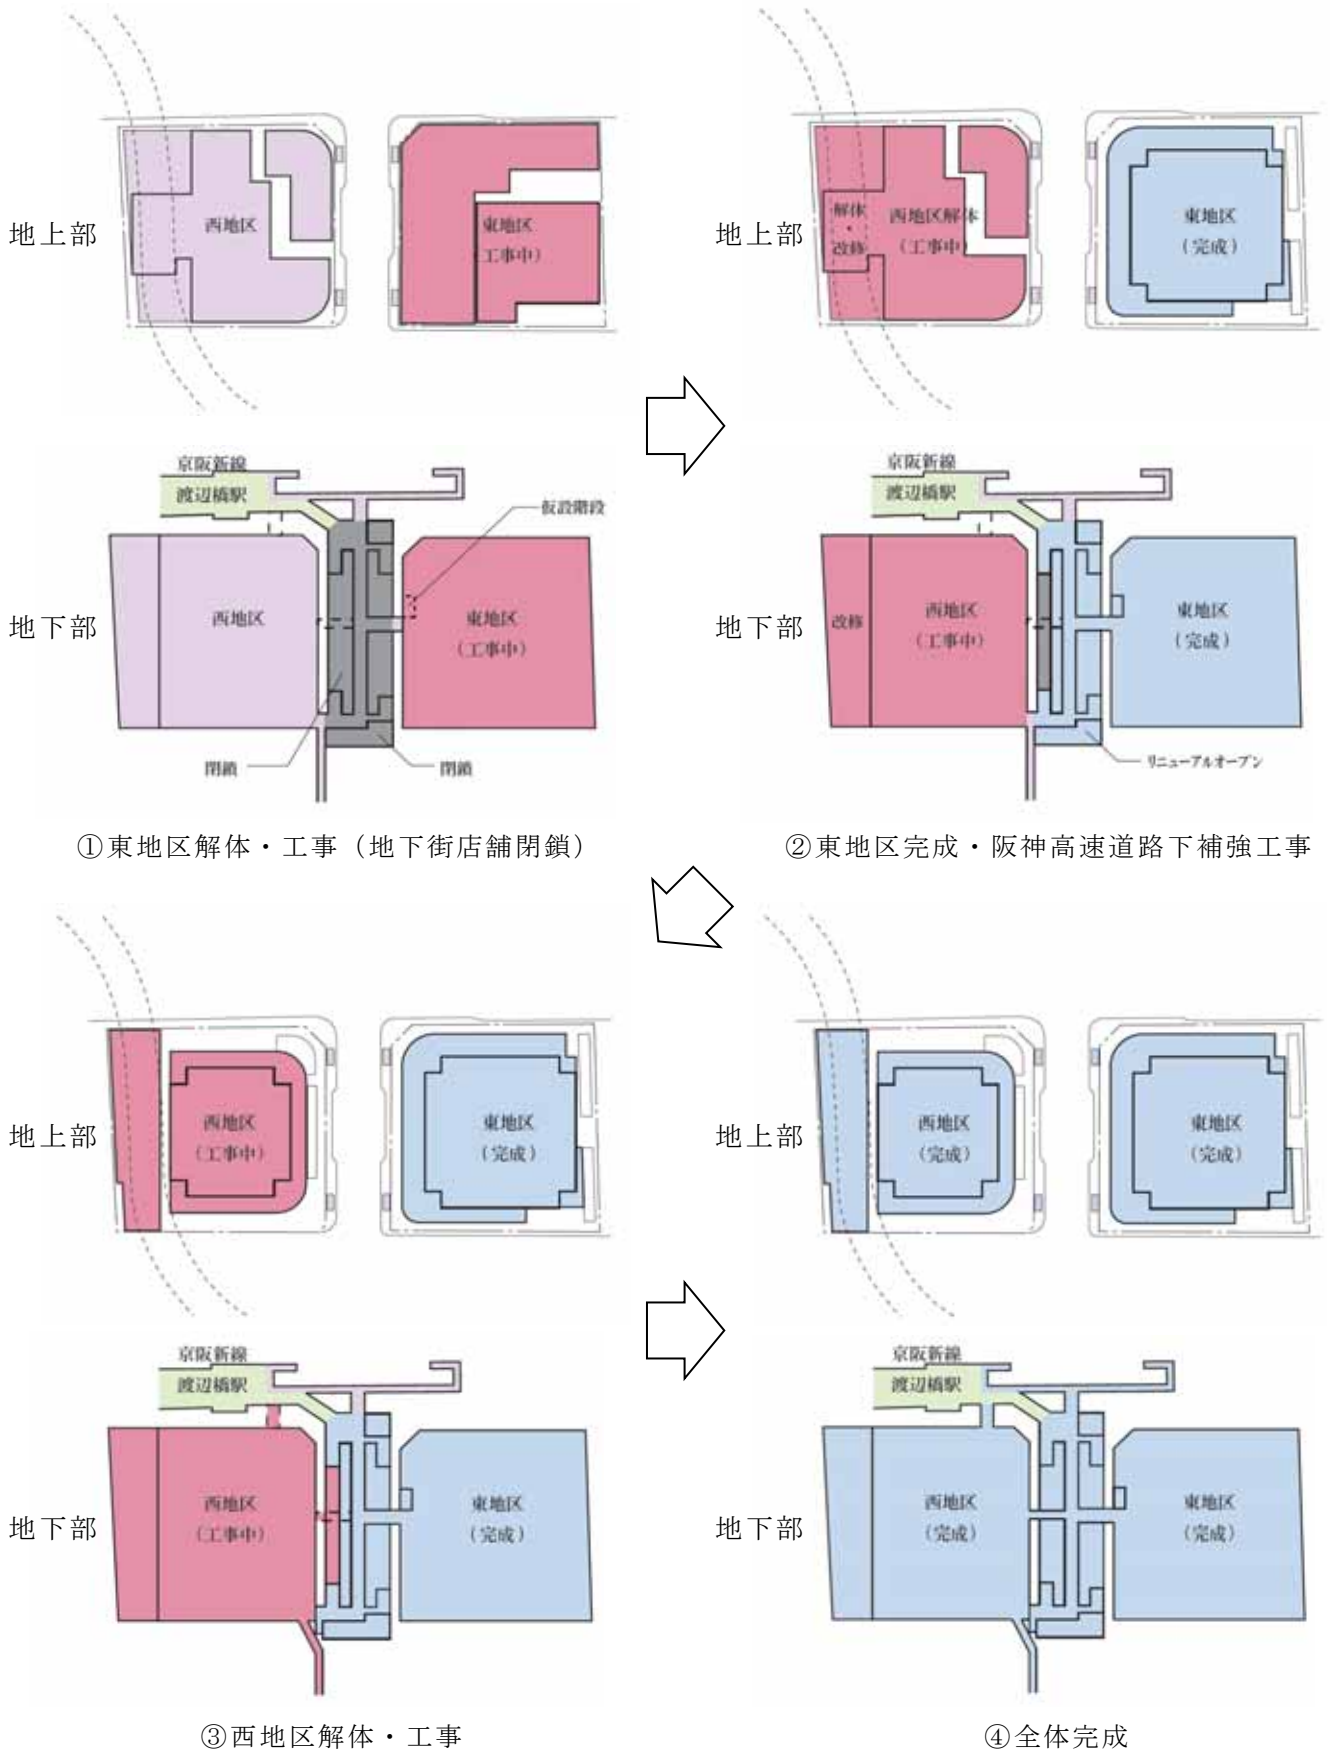 地上部
西地区
東地区
(工事中)
地上部
解体
・
改修
西地区解体
(工事中)
東地区
(完成)
京阪新線
渡辺橋駅
仮設階段
地下部
西地区
東地区
(工事中)
閉鎖
閉鎖
京阪新線
渡辺橋駅
地下部
改修
西地区
(工事中)
東地区
(完成)
リニューアルオープン
①東地区解体・工事（地下街店舗閉鎖）
②東地区完成・阪神高速道路下補強工事
地上部
西地区
(工事中)
東地区
(完成)
地上部
西地区
(完成)
東地区
(完成)
京阪新線
渡辺橋駅
地下部
西地区
(工事中)
東地区
(完成)
京阪新線
渡辺橋駅
地下部
西地区
(完成)
東地区
(完成)
③西地区解体・工事
④全体完成